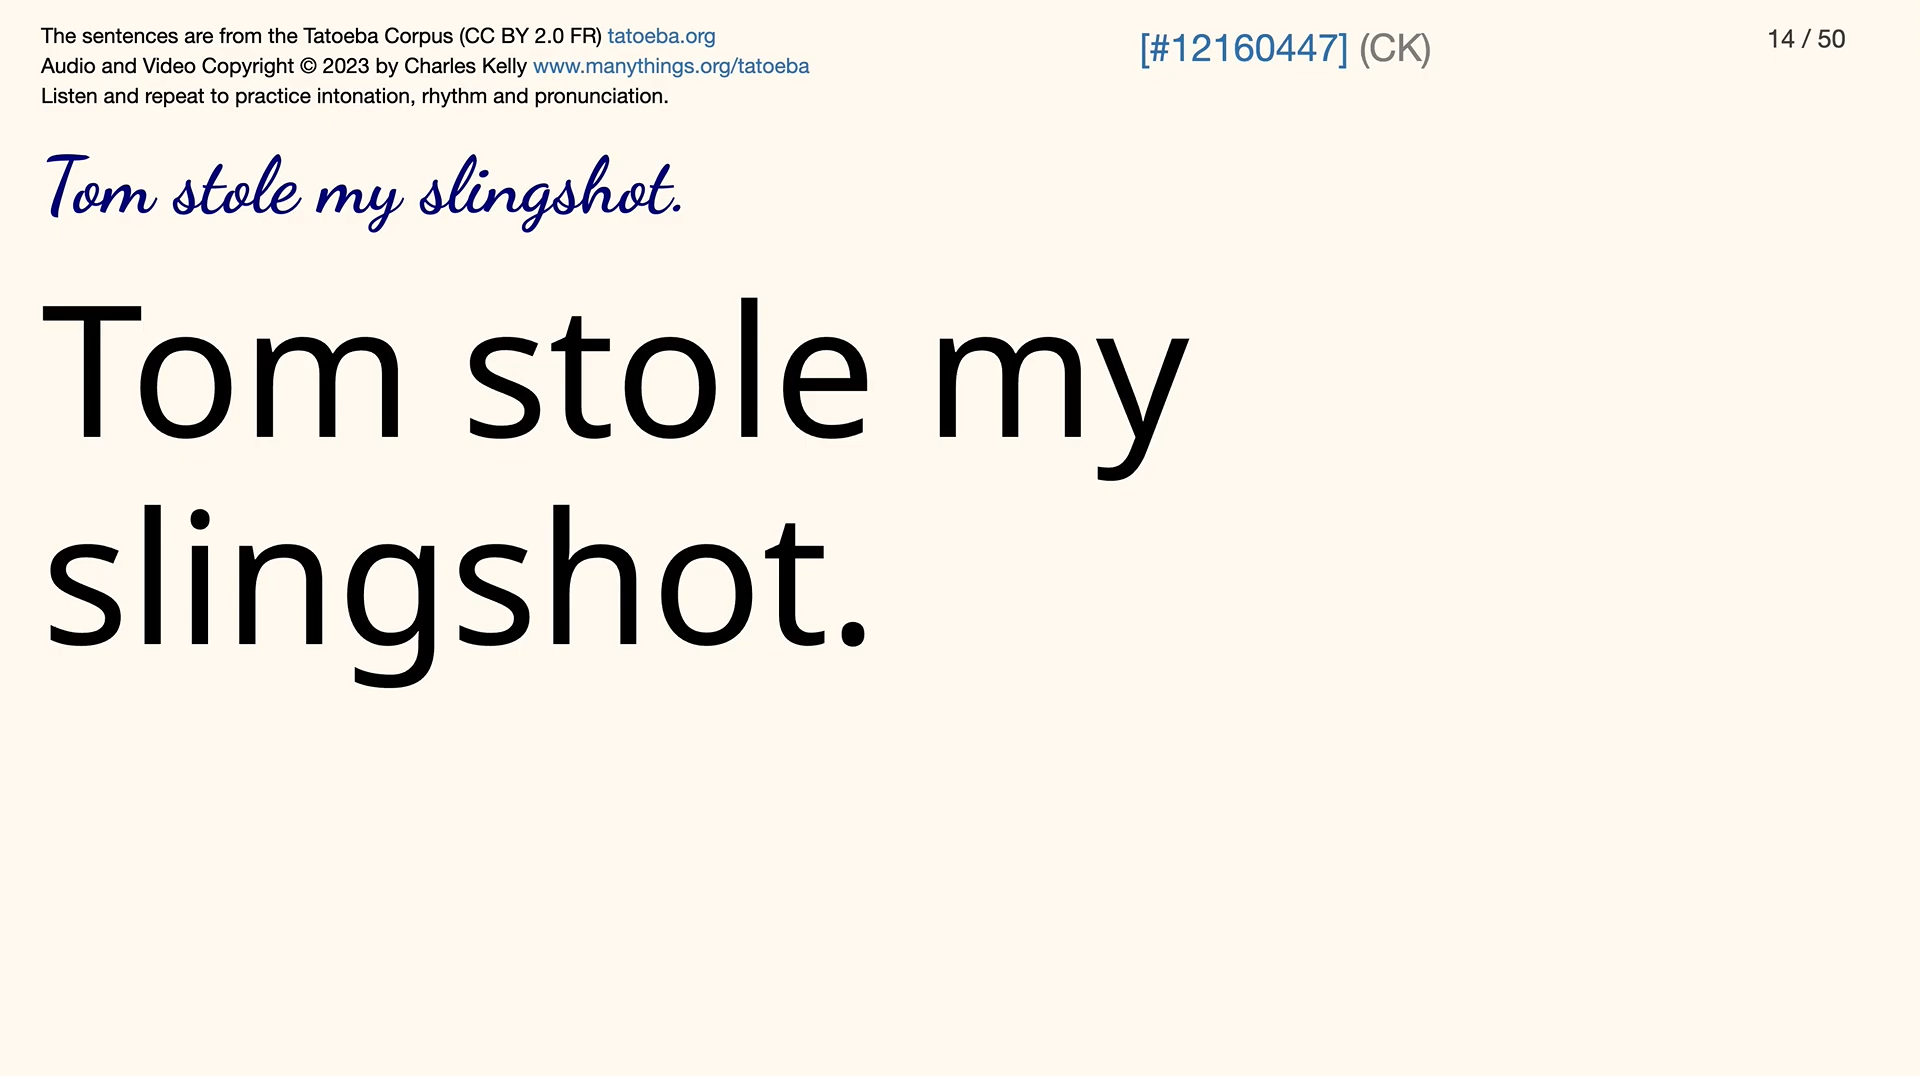 The sentences are from the Tatoeba Corpus (CC BY 2.0 FR) tatoeba.org
Audio and Video Copyright © 2023 by Charles Kelly www.manythings.org/tatoeba
Listen and repeat to practice intonation, rhythm and pronunciation.
[#12160447] (CK)
14 / 50
Tom stole my slingshot.
Tom stole my
slingshot.